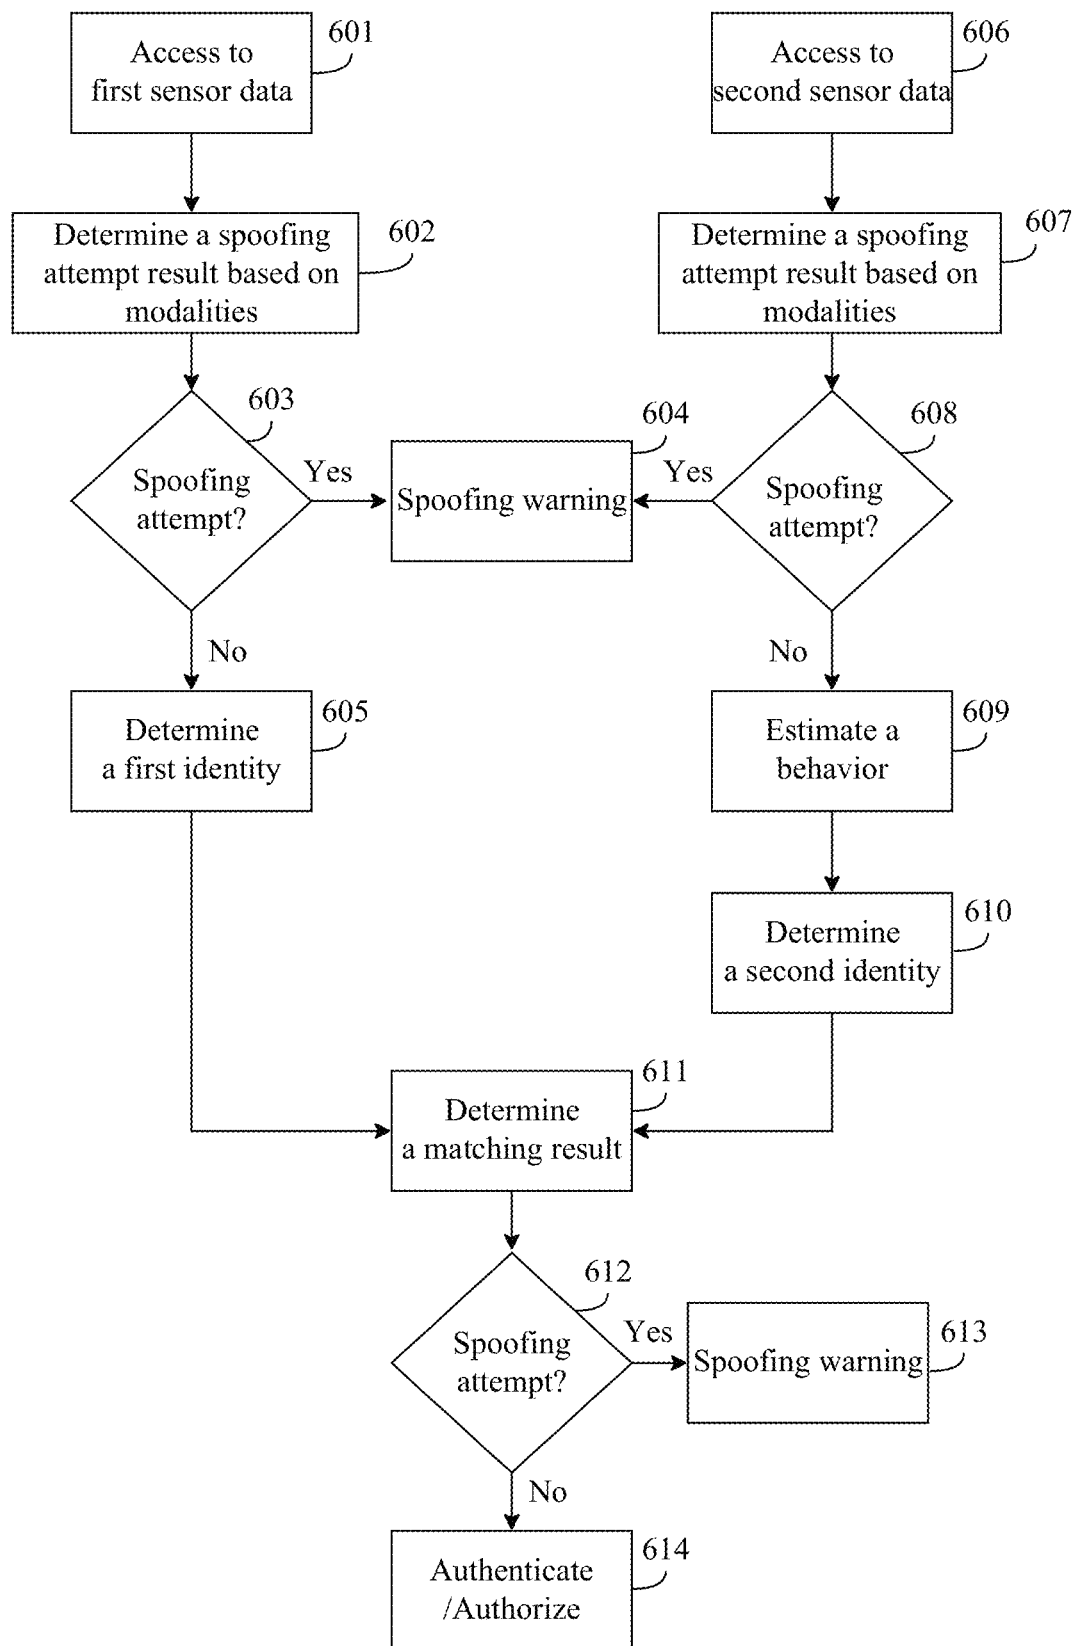 601
Access to
first sensor data
606
Access to
second sensor data
602
Determine a spoofing
attempt result based on
modalities
607
Determine a spoofing
attempt result based on
modalities
603
Spoofing
attempt?
Yes
604
Spoofing warning
Yes
608
Spoofing
attempt?
No
No
605
Determine
a first identity
609
Estimate a
behavior
610
Determine
a second identity
611
Determine
a matching result
612
Spoofing
attempt?
Yes
613
Spoofing warning
No
614
Authenticate
/Authorize